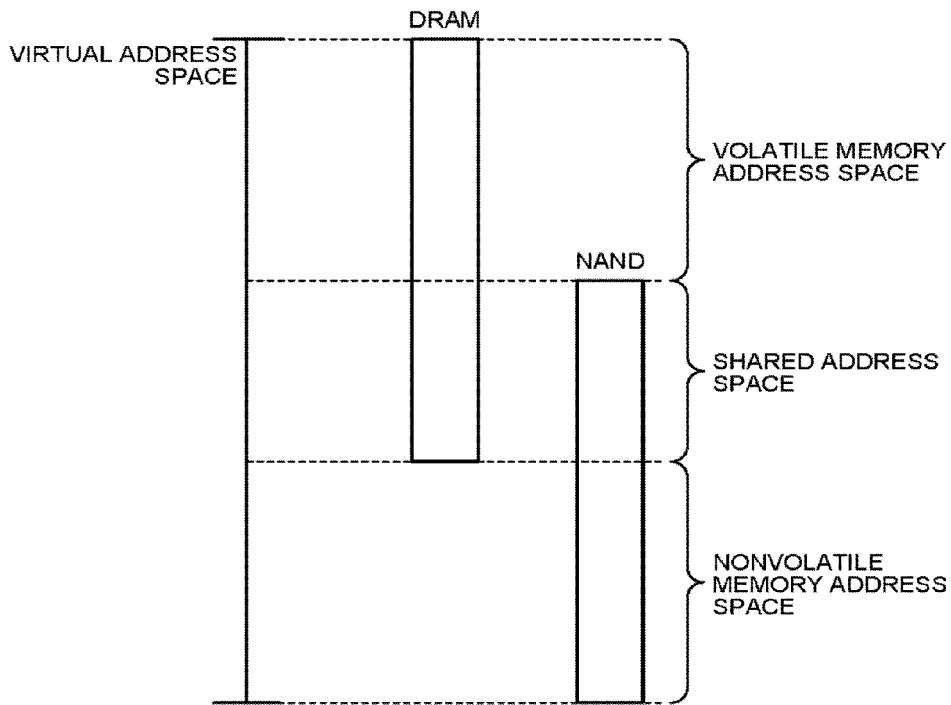 DRAM
VIRTUAL ADDRESS
SPACE
VOLATILE MEMORY
ADDRESS SPACE
NAND
SHARED ADDRESS
SPACE
NONVOLATILE
MEMORY ADDRESS
SPACE